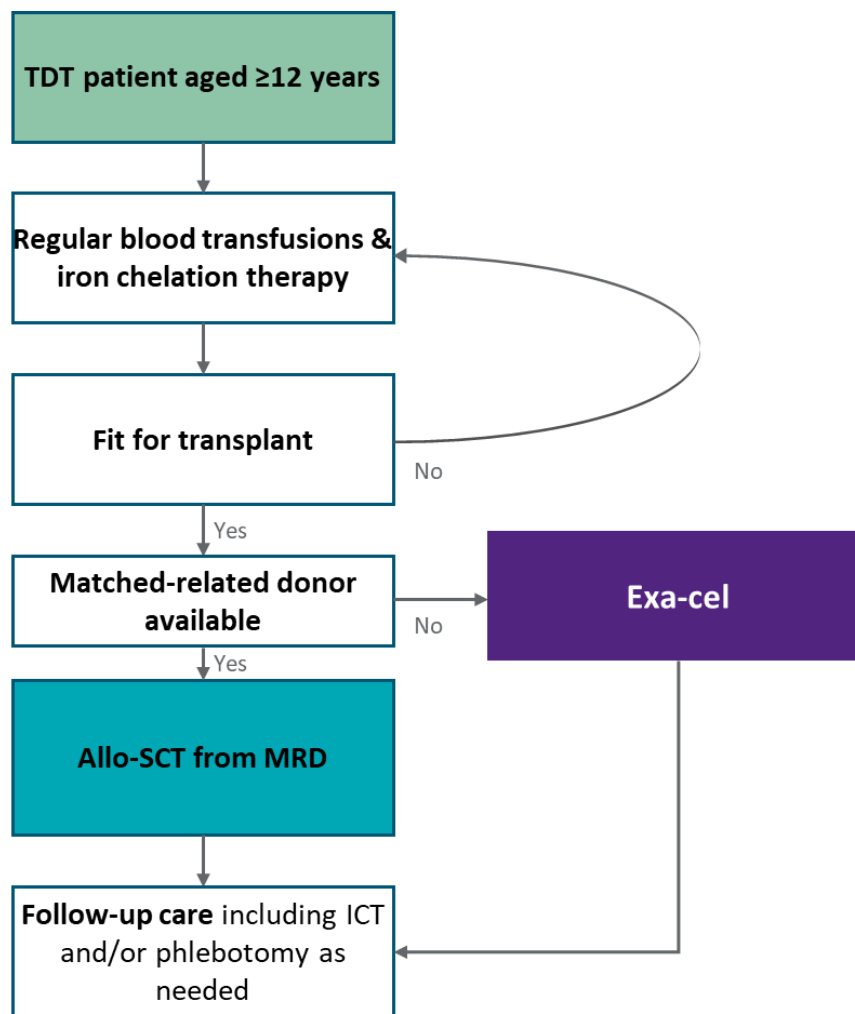 TDT patient aged ≥12 years
Regular blood transfusions &
iron chelation therapy
Fit for transplant
No
Yes
Matched-related donor
available
No
Exa-cel
Yes
Allo-SCT from MRD
Follow-up care including ICT
and/or phlebotomy as
needed